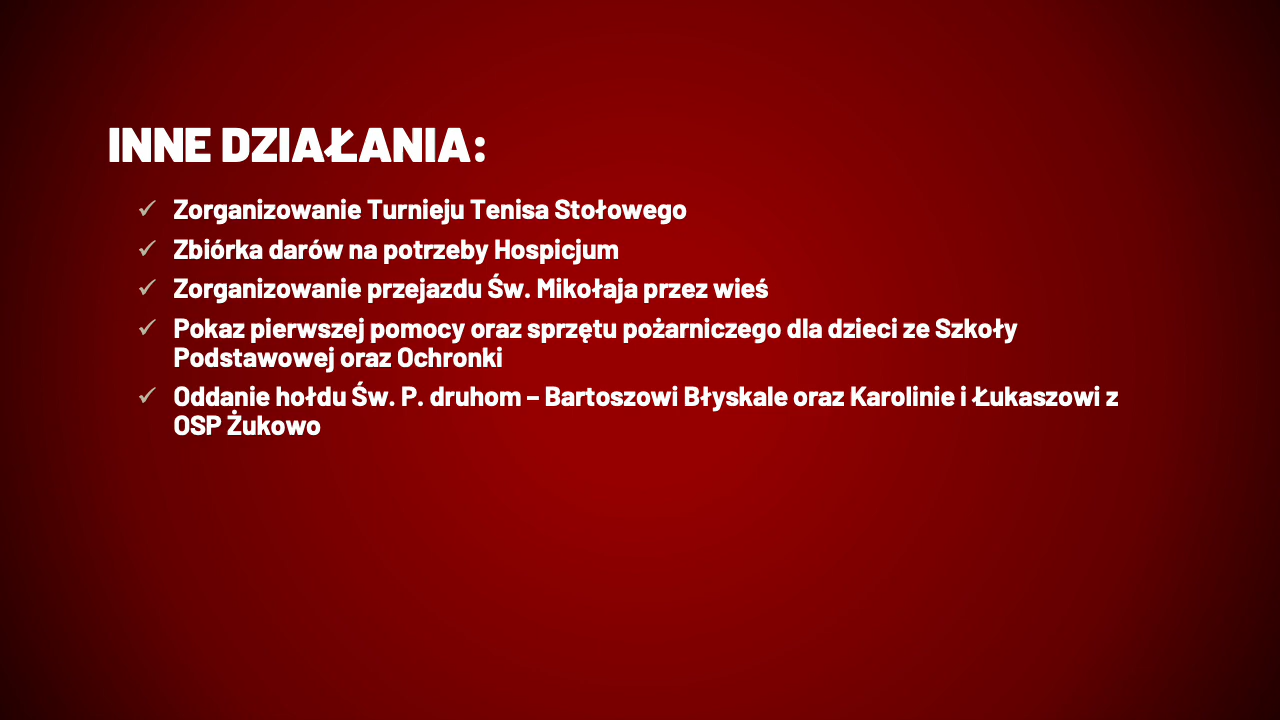 INNE DZIAŁANIA:
✓ Zorganizowanie Turnieju Tenisa Stołowego
✓ Zbiórka darów na potrzeby Hospicjum
✓ Zorganizowanie przejazdu Św. Mikołaja przez wieś
✓ Pokaz pierwszej pomocy oraz sprzętu pożarniczego dla dzieci ze Szkoły
Podstawowej oraz Ochronki
✓ Oddanie hołdu Św. P. druhom – Bartoszowi Błyskale oraz Karolinie i Łukaszowi z
OSP Żukowo